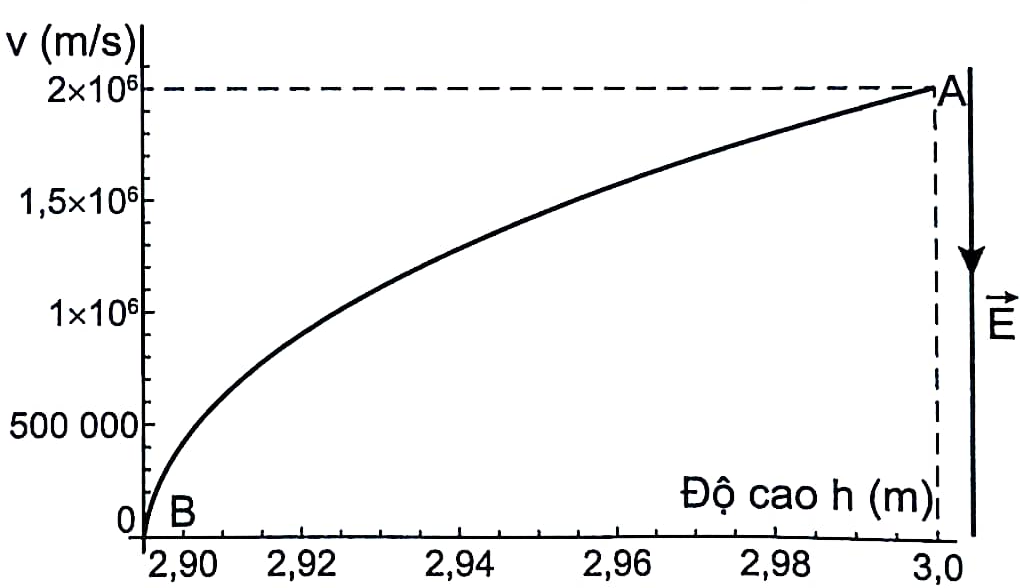 v (m/s)
2×10⁶
A
1,5×10⁶
1×10⁶
E
500 000
Độ cao h (m)
0
B
2,90 2,92 2,94 2,96 2,98 3,0